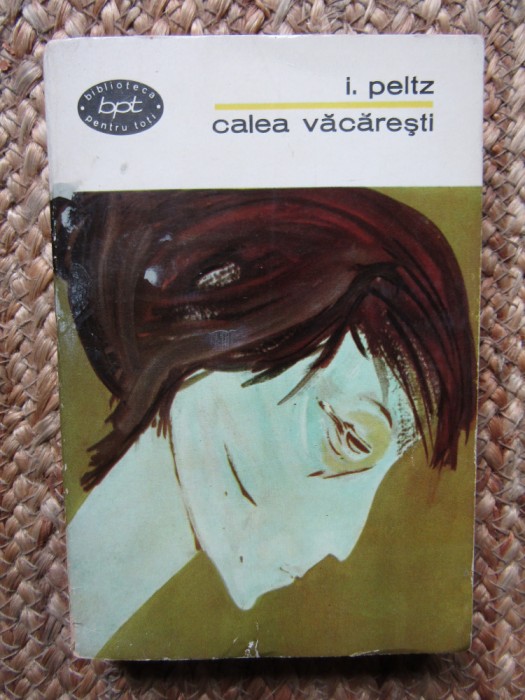 biblioteca
bpt
pentru toți
i. peltz
calea văcărești